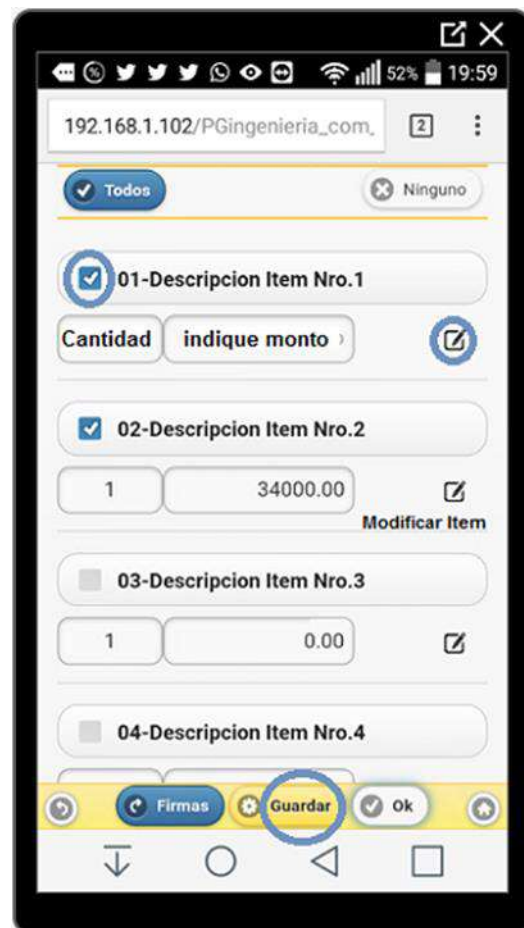 52% 19:59
192.168.1.102/PGingenieria_com_ 2
Todos Ninguno
01-Descripcion Item Nro.1
Cantidad indique monto
02-Descripcion Item Nro.2
1 34000.00
Modificar Item
03-Descripcion Item Nro.3
1 0.00
04-Descripcion Item Nro.4
Firmas Guardar Ok